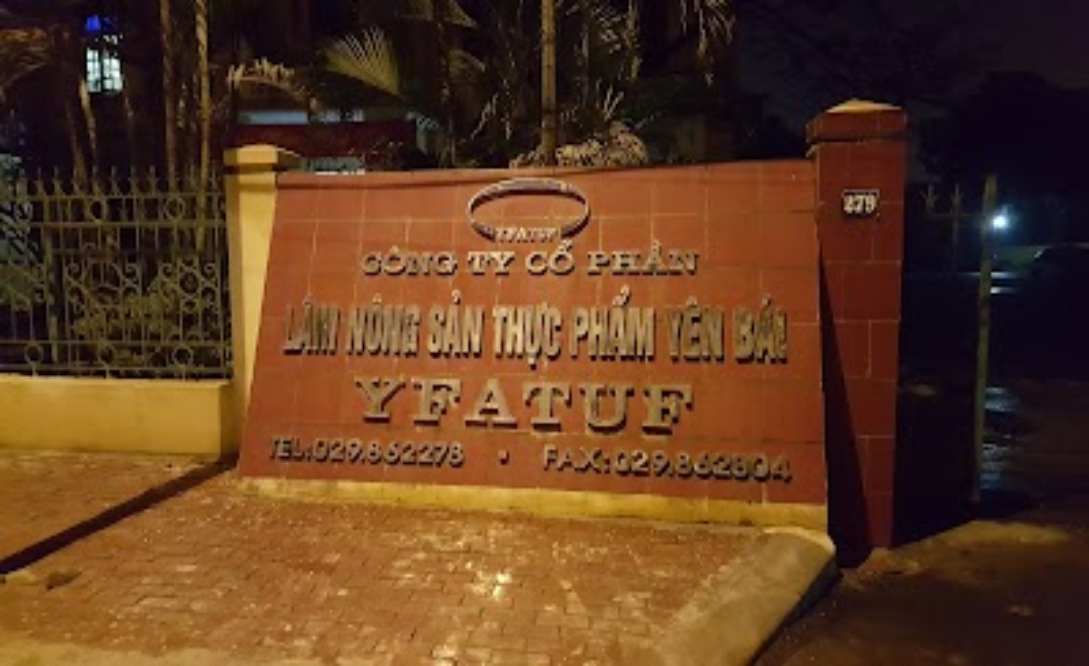 YFATUF
279
CÔNG TY CỔ PHẦN
LÂM NÔNG SẢN THỰC PHẨM YÊN BÁI
YFATUF
TEL:029.862278 • FAX:029.862804